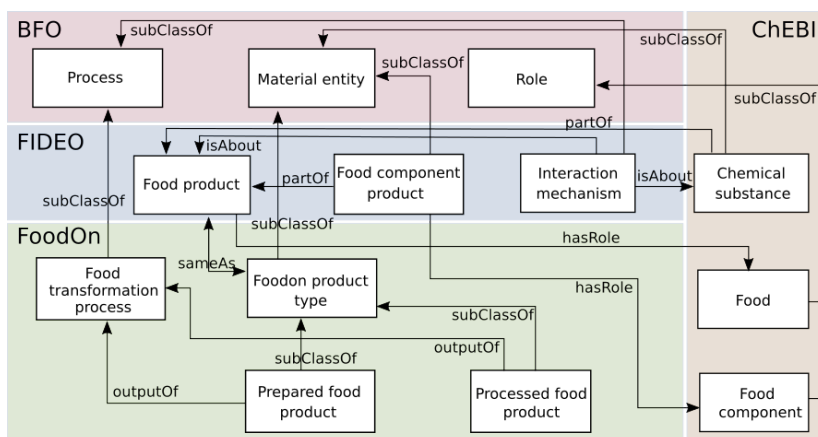 BFO
ChEBI
subClassOf
subClassOf
Process
Material entity
subClassOf
Role
subClassOf
partOf
FIDEO
isAbout
Food product
partOf
Food component
product
Interaction
mechanism
isAbout
Chemical
substance
subClassOf
subClassOf
FoodOn
hasRole
sameAs
Food
transformation
process
Foodon product
type
hasRole
Food
subClassOf
outputOf
subClassOf
outputOf
Prepared food
product
Processed food
product
Food
component